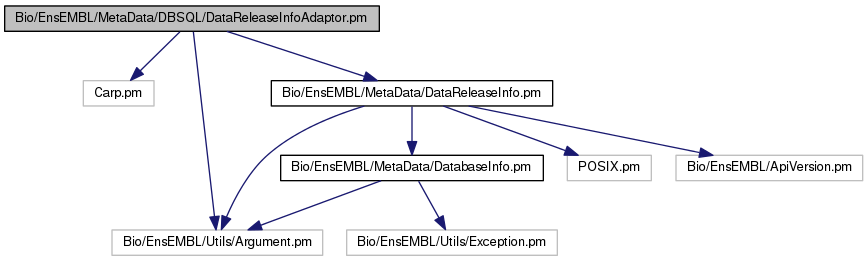 Bio/EnsEMBL/MetaData/DBSQL/DataReleaseInfoAdaptor.pm
Carp.pm
Bio/EnsEMBL/MetaData/DataReleaseInfo.pm
Bio/EnsEMBL/MetaData/DatabaseInfo.pm
POSIX.pm
Bio/EnsEMBL/ApiVersion.pm
Bio/EnsEMBL/Utils/Argument.pm
Bio/EnsEMBL/Utils/Exception.pm